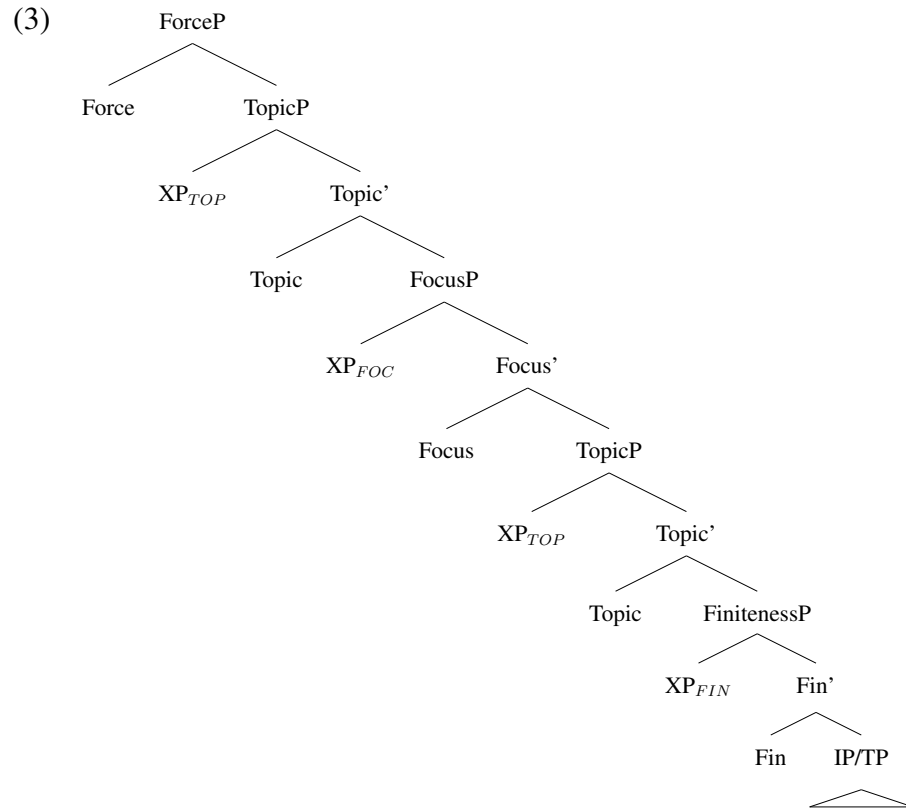 (3)
ForceP
Force TopicP
XP_TOP Topic’
Topic FocusP
XP_FOC Focus’
Focus TopicP
XP_TOP Topic’
Topic FinitenessP
XP_FIN Fin’
Fin IP/TP